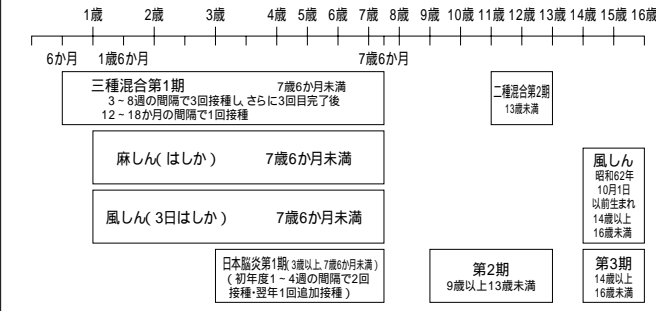 1歳 2歳 3歳 4歳 5歳 6歳 7歳 8歳 9歳 10歳 11歳 12歳 13歳 14歳 15歳 16歳
6か月 1歳6か月 7歳6か月
三種混合第1期 7歳6か月未満
3~8週の間隔で3回接種し、さらに3回目完了後
12~18か月の間隔で1回接種
二種混合第2期
13歳未満
麻しん(はしか) 7歳6か月未満
風しん(3日はしか) 7歳6か月未満
風しん
昭和62年
10月1日
以前生まれ
14歳以上
16歳未満
日本脳炎第1期(3歳以上、7歳6か月未満)
(初年度1~4週の間隔で2回
接種・翌年1回追加接種)
第2期
9歳以上13歳未満
第3期
14歳以上
16歳未満